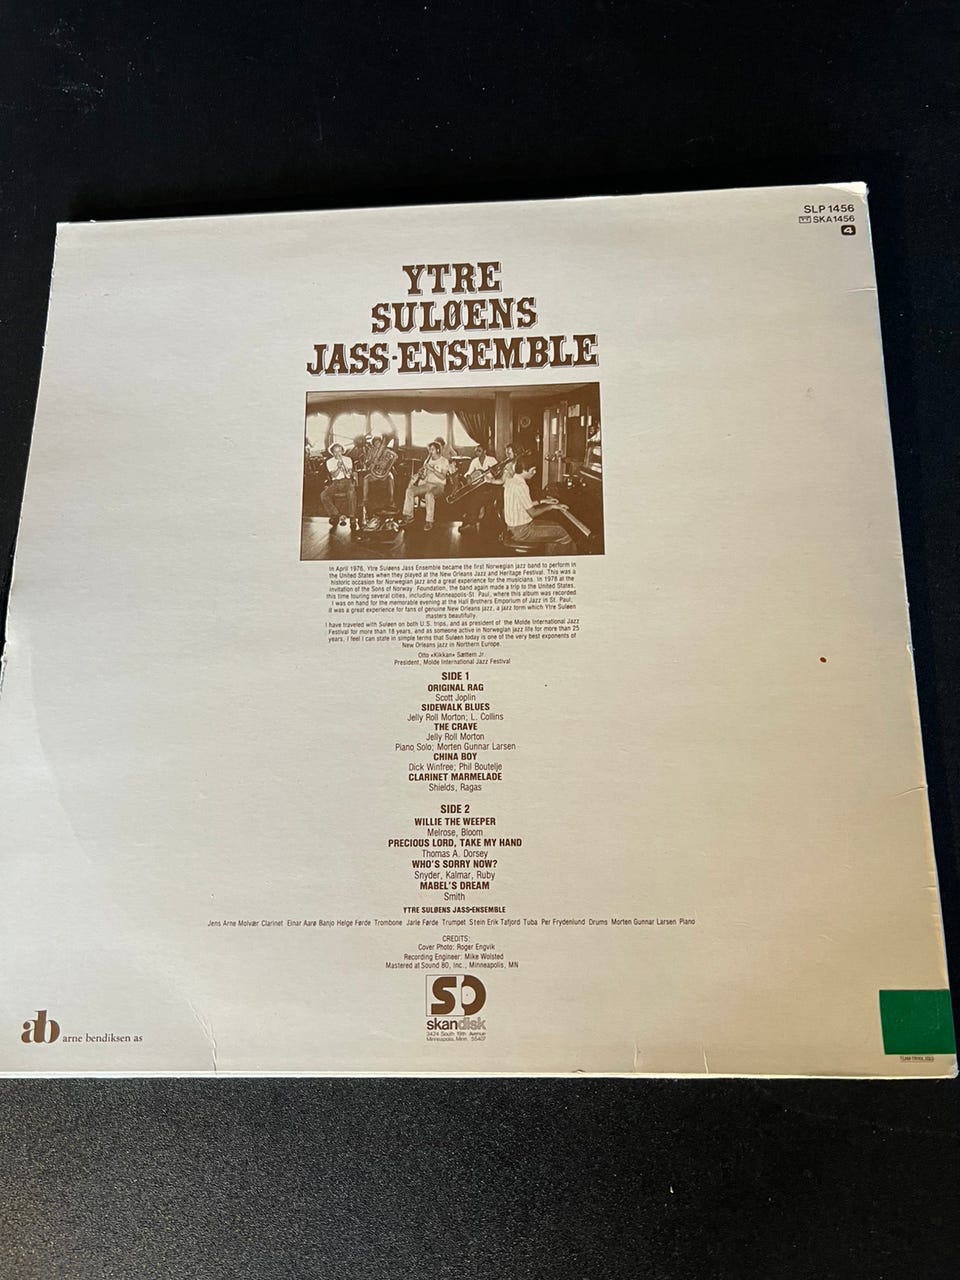 SLP 1456
TT SKA1456
4
YTRE
SULØENS
JASS-ENSEMBLE
In April 1976, Ytre Suløens Jass Ensemble became the first Norwegian jazz band to perform in
the United States when they played at the New Orleans Jazz and Heritage Festival. This was a
historic occasion for Norwegian jazz and a great experience for the musicians. In 1978 at the
invitation of the Sons of Norway Foundation, the band again made a trip to the United States,
this time touring several cities, including Minneapolis-St. Paul, where this album was recorded.
I was on hand for the memorable evening at the Hall Brothers Emporium of Jazz in St. Paul;
it was a great experience for fans of genuine New Orleans jazz, a jazz form which Ytre Suløen
masters beautifully.
I have traveled with Suløen on both U.S. trips, and as president of the Molde International Jazz
Festival for more than 18 years, and as someone active in Norwegian jazz life for more than 25
years, I feel I can state in simple terms that Suløen today is one of the very best exponents of
New Orleans jazz in Northern Europe.
Otto «Kikkan» Sættem Jr.
President, Molde International Jazz Festival
SIDE 1
ORIGINAL RAG
Scott Joplin
SIDEWALK BLUES
Jelly Roll Morton; L. Collins
THE CRAVE
Jelly Roll Morton
Piano Solo; Morten Gunnar Larsen
CHINA BOY
Dick Winfree; Phil Boutelje
CLARINET MARMELADE
Shields, Ragas
SIDE 2
WILLIE THE WEEPER
Melrose, Bloom
PRECIOUS LORD, TAKE MY HAND
Thomas A. Dorsey
WHO'S SORRY NOW?
Snyder, Kalmar, Ruby
MABEL'S DREAM
Smith
YTRE SULØENS JASS-ENSEMBLE
Jens Arne Molvær Clarinet Einar Aarø Banjo Helge Førde Trombone Jarle Førde Trumpet Stein Erik Tafjord Tuba Per Frydenlund Drums Morten Gunnar Larsen Piano
CREDITS:
Cover Photo: Roger Engvik
Recording Engineer: Mike Wolsted
Mastered at Sound 80, Inc., Minneapolis, MN
SD
skandisk
3424 South 19th Avenue
Minneapolis, Minn. 55407
ab arne bendiksen as